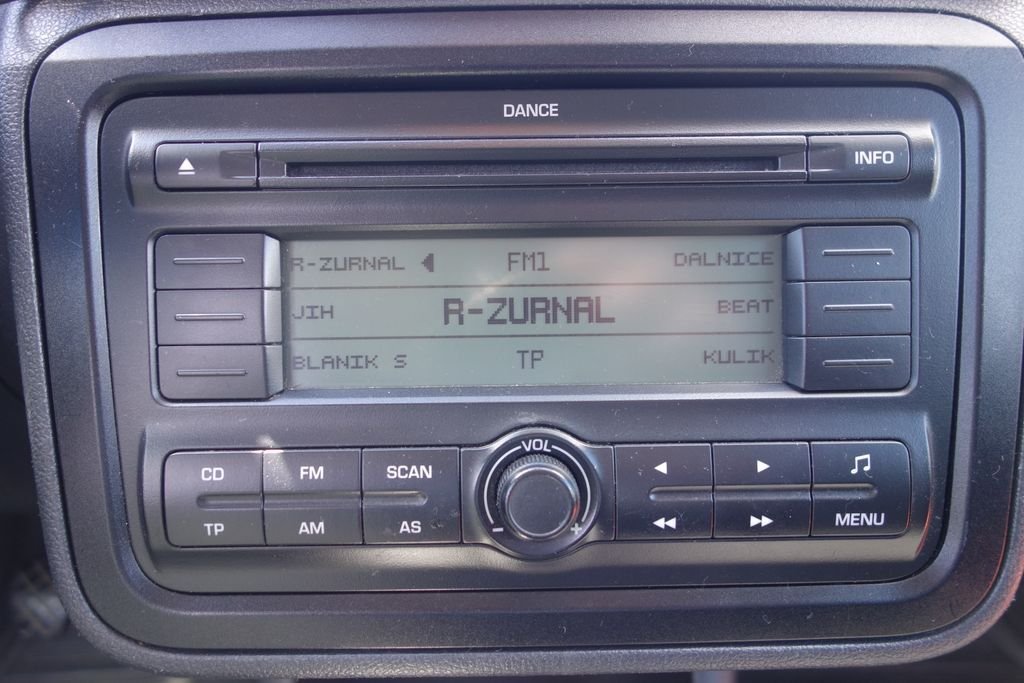 DANCE
INFO
R-ZURNAL FM1 DALNICE
JIH R-ZURNAL BEAT
BLANIK S TP KULIK
VOL
CD FM SCAN
TP AM AS MENU
- +